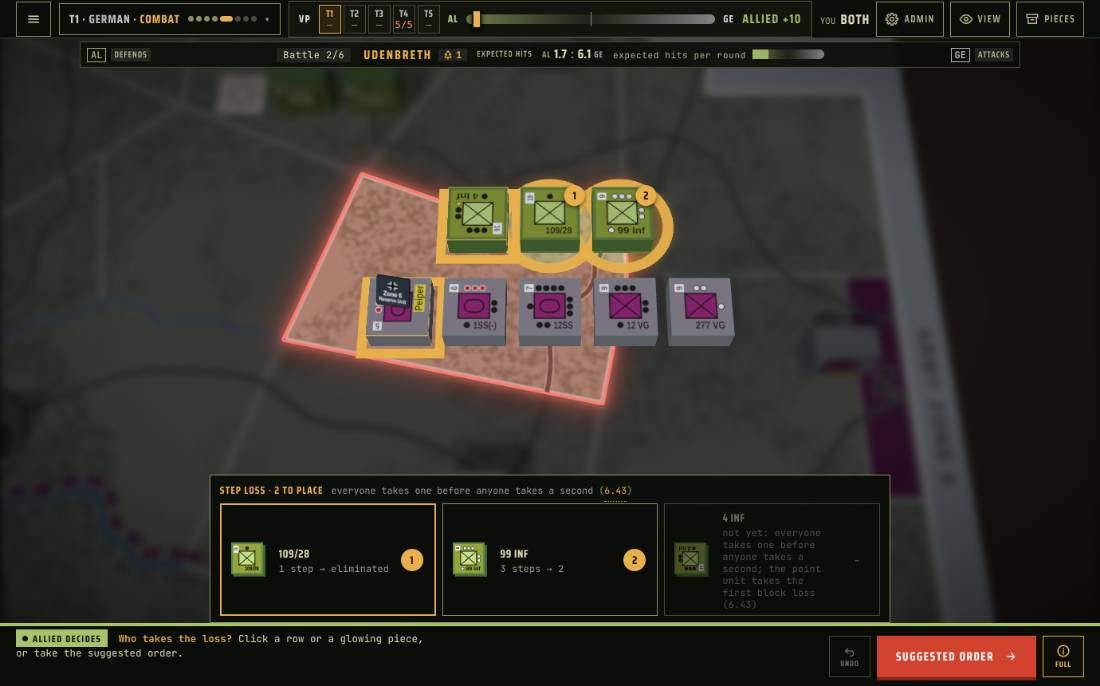 T1 · GERMAN · COMBAT
VP
T1
–
T2
–
T3
–
T4
5/5
T5
–
AL
GE
ALLIED +10
YOU BOTH
ADMIN
VIEW
PIECES
AL
DEFENDS
Battle 2/6
UDENBRETH
1
EXPECTED HITS
AL 1.7 : 6.1 GE
expected hits per round
GE
ATTACKS
4 Inf
1
109/28
2
99 Inf
Zone 6
Reserve Unit
Peiper
1SS(-)
12SS
12 VG
277 VG
STEP LOSS · 2 TO PLACE everyone takes one before anyone takes a second (6.43)
109/28
1 step → eliminated
1
99 INF
3 steps → 2
2
4 INF
not yet: everyone
takes one before
anyone takes a
second; the point
unit takes the
first block loss
(6.43)
–
ALLIED DECIDES
Who takes the loss? Click a row or a glowing piece,
or take the suggested order.
UNDO
SUGGESTED ORDER →
FULL